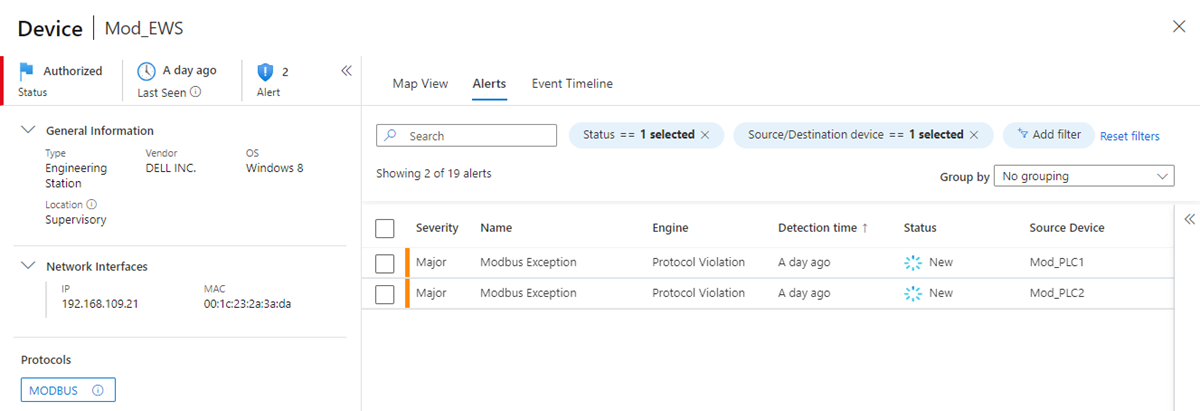 Device | Mod_EWS
Authorized
Status
A day ago
Last Seen
2
Alert
General Information
Type
Engineering
Station
Vendor
DELL INC.
OS
Windows 8
Location
Supervisory
Network Interfaces
IP
192.168.109.21
MAC
00:1c:23:2a:3a:da
Protocols
MODBUS
Map View Alerts Event Timeline
Search
Status == 1 selected
Source/Destination device == 1 selected
Add filter
Reset filters
Showing 2 of 19 alerts
Group by No grouping
Severity Name Engine Detection time ↑ Status Source Device
Major Modbus Exception Protocol Violation A day ago New Mod_PLC1
Major Modbus Exception Protocol Violation A day ago New Mod_PLC2